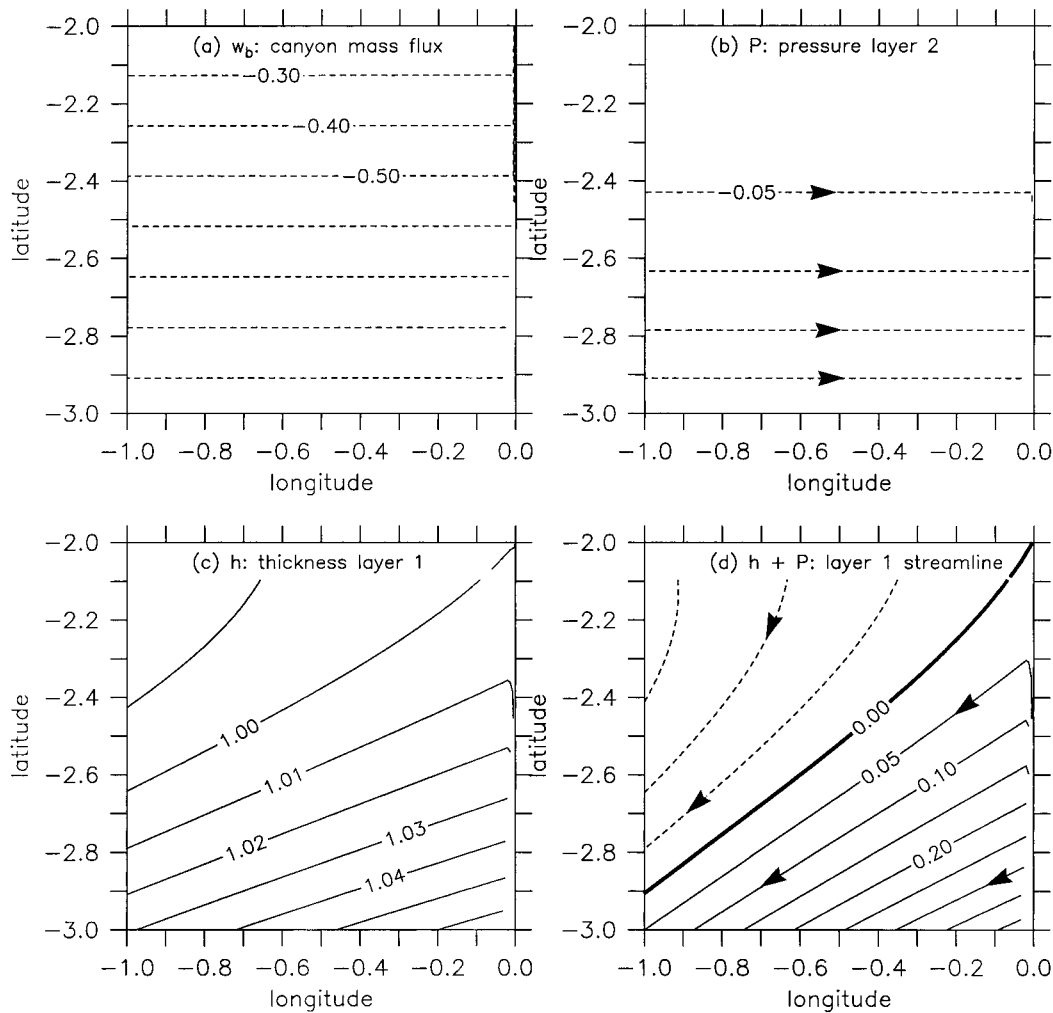 (a) w_b: canyon mass flux
-2.0
-2.2
-2.4
-2.6
-2.8
-3.0
latitude
-0.30
-0.40
-0.50
-1.0 -0.8 -0.6 -0.4 -0.2 0.0
longitude
(b) P: pressure layer 2
-2.0
-2.2
-2.4
-2.6
-2.8
-3.0
latitude
-0.05
-1.0 -0.8 -0.6 -0.4 -0.2 0.0
longitude
(c) h: thickness layer 1
-2.0
-2.2
-2.4
-2.6
-2.8
-3.0
latitude
1.00
1.01
1.02
1.03
1.04
-1.0 -0.8 -0.6 -0.4 -0.2 0.0
longitude
(d) h + P: layer 1 streamline
-2.0
-2.2
-2.4
-2.6
-2.8
-3.0
latitude
0.00
0.05
0.10
0.20
-1.0 -0.8 -0.6 -0.4 -0.2 0.0
longitude